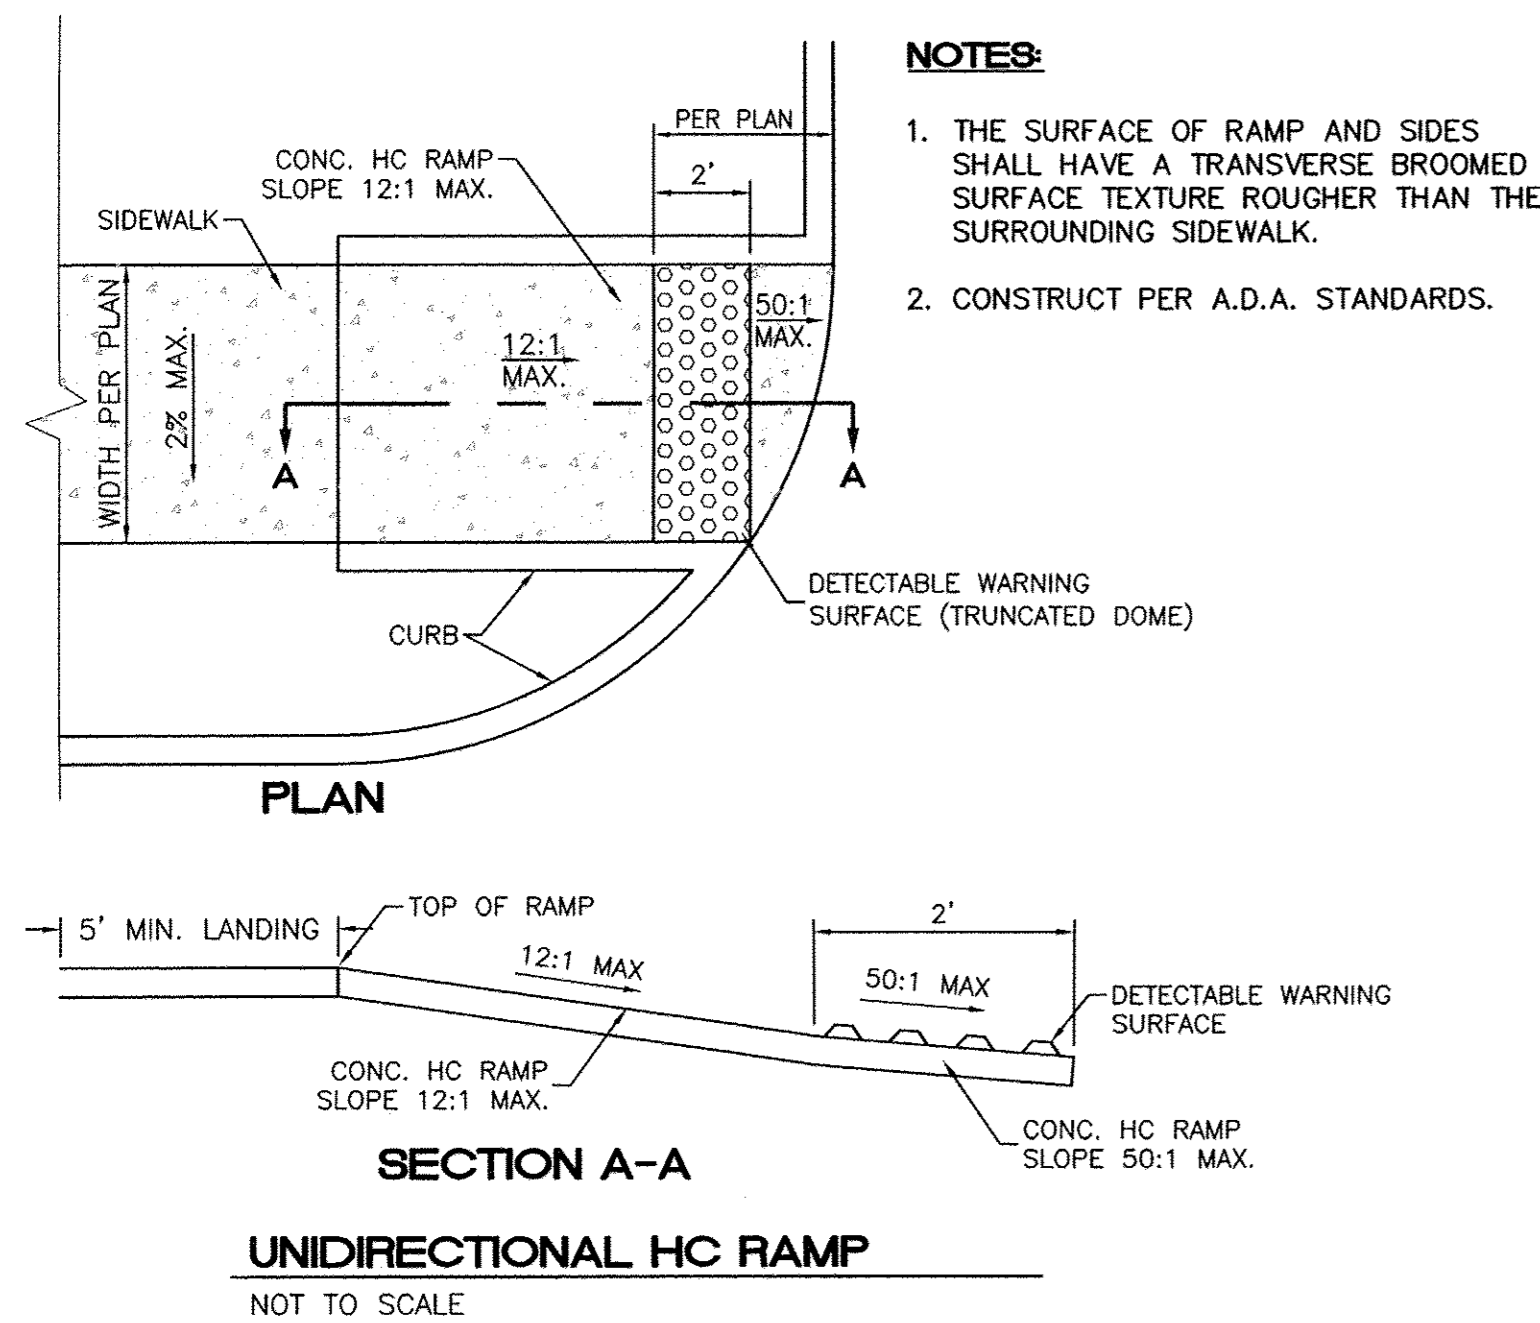 NOTES:
1. THE SURFACE OF RAMP AND SIDES
SHALL HAVE A TRANSVERSE BROOMED
SURFACE TEXTURE ROUGHER THAN THE
SURROUNDING SIDEWALK.
2. CONSTRUCT PER A.D.A. STANDARDS.
PER PLAN
2'
CONC. HC RAMP
SLOPE 12:1 MAX.
SIDEWALK
WIDTH PER PLAN
2% MAX.
12:1
MAX.
50:1
MAX.
A
A
DETECTABLE WARNING
SURFACE (TRUNCATED DOME)
CURB
PLAN
5' MIN. LANDING
TOP OF RAMP
12:1 MAX
2'
50:1 MAX
DETECTABLE WARNING
SURFACE
CONC. HC RAMP
SLOPE 12:1 MAX.
CONC. HC RAMP
SLOPE 50:1 MAX.
SECTION A-A
UNIDIRECTIONAL HC RAMP
NOT TO SCALE